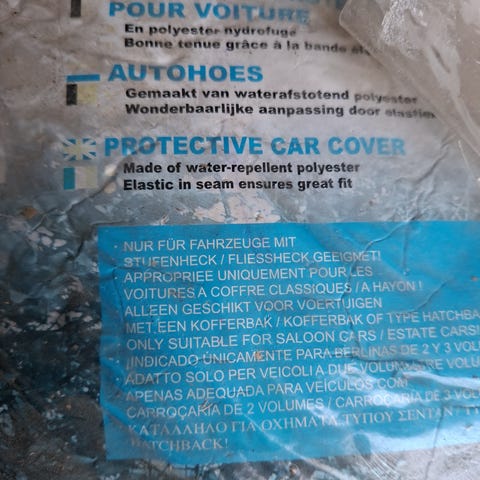 POUR VOITURE
En polyester hydrofuge
Bonne tenue grâce à la bande
AUTOHOES
Gemaakt van waterafstotend polyester
Wonderbaarlijke aanpassing door
PROTECTIVE CAR COVER
Made of water-repellent polyester
Elastic in seam ensures great fit
NUR FÜR FAHRZEUGE MIT
STUFENHECK / FLIESSHECK GEEIGNET!
APPROPRIEE UNIQUEMENT POUR LES
VOITURES A COFFRE CLASSIQUES / A HAYON !
ALLEEN GESCHIKT VOOR VOERTUIGEN
MET EEN KOFFERBAK / KOFFERBAK OF TYPE HATCHBA
ONLY SUITABLE FOR SALOON CARS / ESTATE CARS
¡INDICADO ÚNICAMENTE PARA BERLINAS DE 2 Y 3 VOL
ADATTO SOLO PER VEICOLI A DUE VOLUMI/TRE VOLU
APENAS ADEQUADA PARA VEÍCULOS COM
CARROÇARIA DE 2 VOLUMES / CARROÇARIA DE 3 VOL
ΚΑΤΑΛΛΗΛΟ ΓΙΑ ΟΧΗΜΑΤΑ ΤΥΠΟΥ ΣΕΝΤΑΝ
HATCHBACK!